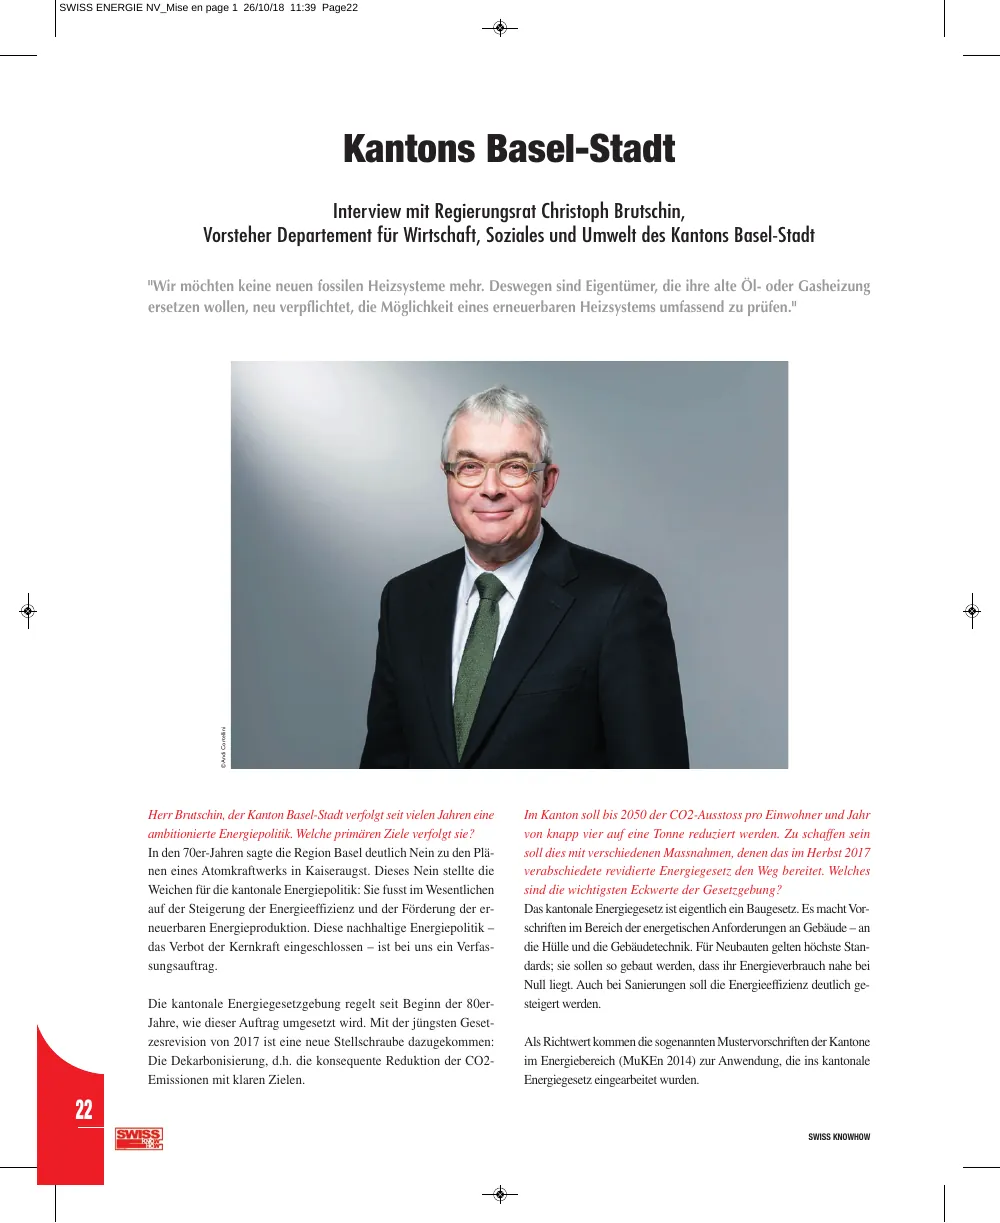 SWISS ENERGIE NV_Mise en page 1 26/10/18 11:39 Page22
Kantons Basel-Stadt
Interview mit Regierungsrat Christoph Brutschin,
Vorsteher Departement für Wirtschaft, Soziales und Umwelt des Kantons Basel-Stadt
"Wir möchten keine neuen fossilen Heizsysteme mehr. Deswegen sind Eigentümer, die ihre alte Öl- oder Gasheizung
ersetzen wollen, neu verpflichtet, die Möglichkeit eines erneuerbaren Heizsystems umfassend zu prüfen."
©Andi Cortellini
Herr Brutschin, der Kanton Basel-Stadt verfolgt seit vielen Jahren eine
ambitionierte Energiepolitik. Welche primären Ziele verfolgt sie?
In den 70er-Jahren sagte die Region Basel deutlich Nein zu den Plä-
nen eines Atomkraftwerks in Kaiseraugst. Dieses Nein stellte die
Weichen für die kantonale Energiepolitik: Sie fusst im Wesentlichen
auf der Steigerung der Energieeffizienz und der Förderung der er-
neuerbaren Energieproduktion. Diese nachhaltige Energiepolitik –
das Verbot der Kernkraft eingeschlossen – ist bei uns ein Verfas-
sungsauftrag.
Die kantonale Energiegesetzgebung regelt seit Beginn der 80er-
Jahre, wie dieser Auftrag umgesetzt wird. Mit der jüngsten Geset-
zesrevision von 2017 ist eine neue Stellschraube dazugekommen:
Die Dekarbonisierung, d.h. die konsequente Reduktion der CO2-
Emissionen mit klaren Zielen.
Im Kanton soll bis 2050 der CO2-Ausstoss pro Einwohner und Jahr
von knapp vier auf eine Tonne reduziert werden. Zu schaffen sein
soll dies mit verschiedenen Massnahmen, denen das im Herbst 2017
verabschiedete revidierte Energiegesetz den Weg bereitet. Welches
sind die wichtigsten Eckwerte der Gesetzgebung?
Das kantonale Energiegesetz ist eigentlich ein Baugesetz. Es macht Vor-
schriften im Bereich der energetischen Anforderungen an Gebäude – an
die Hülle und die Gebäudetechnik. Für Neubauten gelten höchste Stan-
dards; sie sollen so gebaut werden, dass ihr Energieverbrauch nahe bei
Null liegt. Auch bei Sanierungen soll die Energieeffizienz deutlich ge-
steigert werden.
Als Richtwert kommen die sogenannten Mustervorschriften der Kantone
im Energiebereich (MuKEn 2014) zur Anwendung, die ins kantonale
Energiegesetz eingearbeitet wurden.
22
SWISS
know
how
SWISS KNOWHOW